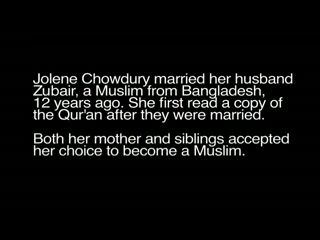 Jolene Chowdury married her husband
Zubair, a Muslim from Bangladesh,
12 years ago. She first read a copy of
the Qur'an after they were married.
Both her mother and siblings accepted
her choice to become a Muslim.